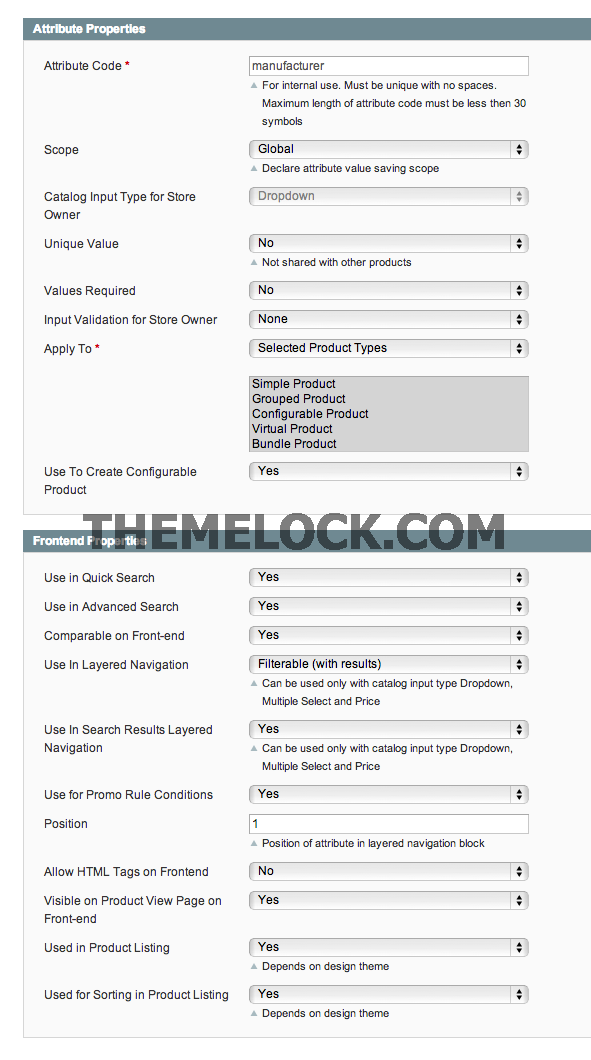 Attribute Properties
Attribute Code *
manufacturer
For internal use. Must be unique with no spaces.
Maximum length of attribute code must be less then 30
symbols
Scope
Global
Declare attribute value saving scope
Catalog Input Type for Store
Owner
Dropdown
Unique Value
No
Not shared with other products
Values Required
No
Input Validation for Store Owner
None
Apply To *
Selected Product Types
Simple Product
Grouped Product
Configurable Product
Virtual Product
Bundle Product
Use To Create Configurable
Product
Yes
THEMELOCK.COM
Frontend Properties
Use in Quick Search
Yes
Use in Advanced Search
Yes
Comparable on Front-end
Yes
Use In Layered Navigation
Filterable (with results)
Can be used only with catalog input type Dropdown,
Multiple Select and Price
Use In Search Results Layered
Navigation
Yes
Can be used only with catalog input type Dropdown,
Multiple Select and Price
Use for Promo Rule Conditions
Yes
Position
1
Position of attribute in layered navigation block
Allow HTML Tags on Frontend
No
Visible on Product View Page on
Front-end
Yes
Used in Product Listing
Yes
Depends on design theme
Used for Sorting in Product Listing
Yes
Depends on design theme